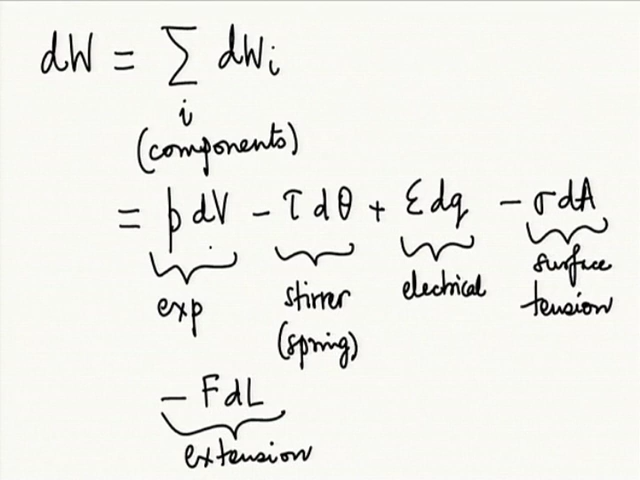 dW = ∑ dWi
i
(components)
= p dV - τ dθ + Ɛ dq - σ dA
exp stirrer electrical surface
(spring) tension
- F dL
extension